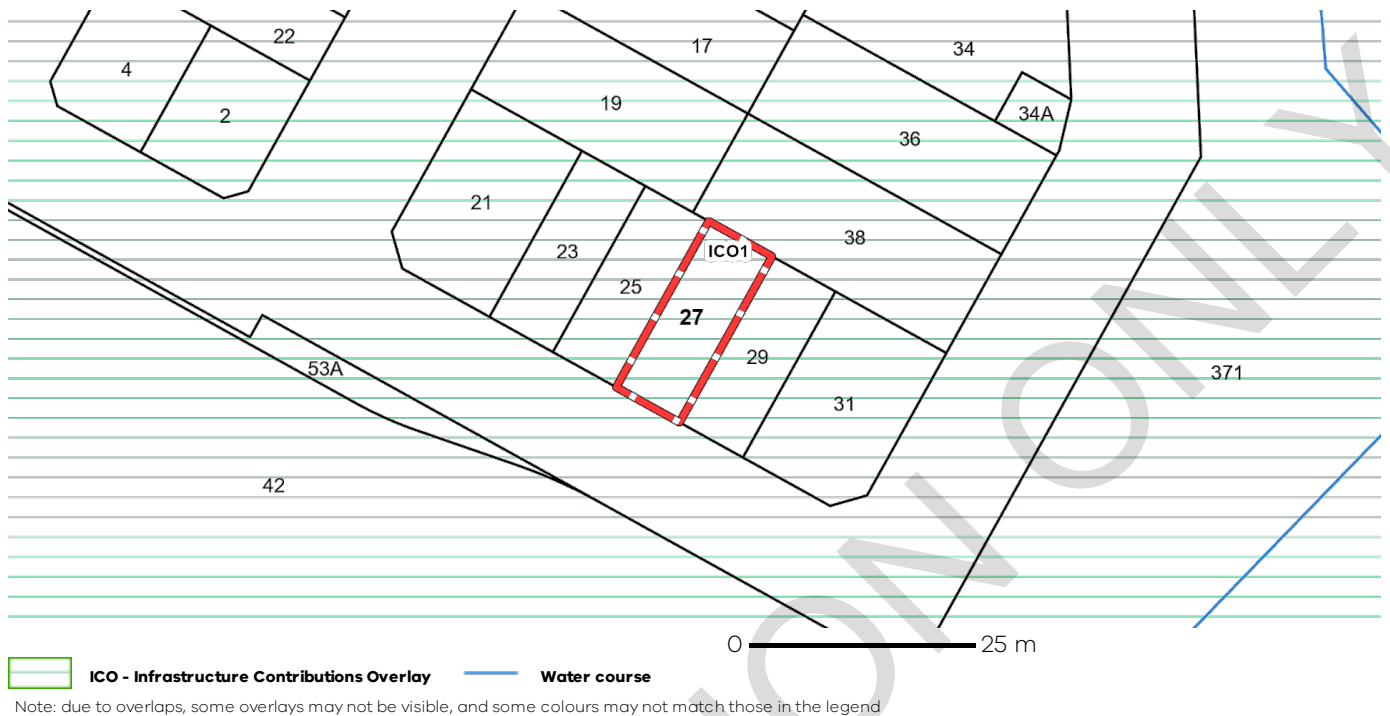 22
4
2
17
34
19
34A
36
21
23
38
ICO1
25
27
29
53A
371
31
42
0 25 m
ICO - Infrastructure Contributions Overlay Water course
Note: due to overlaps, some overlays may not be visible, and some colours may not match those in the legend
ON ONLY